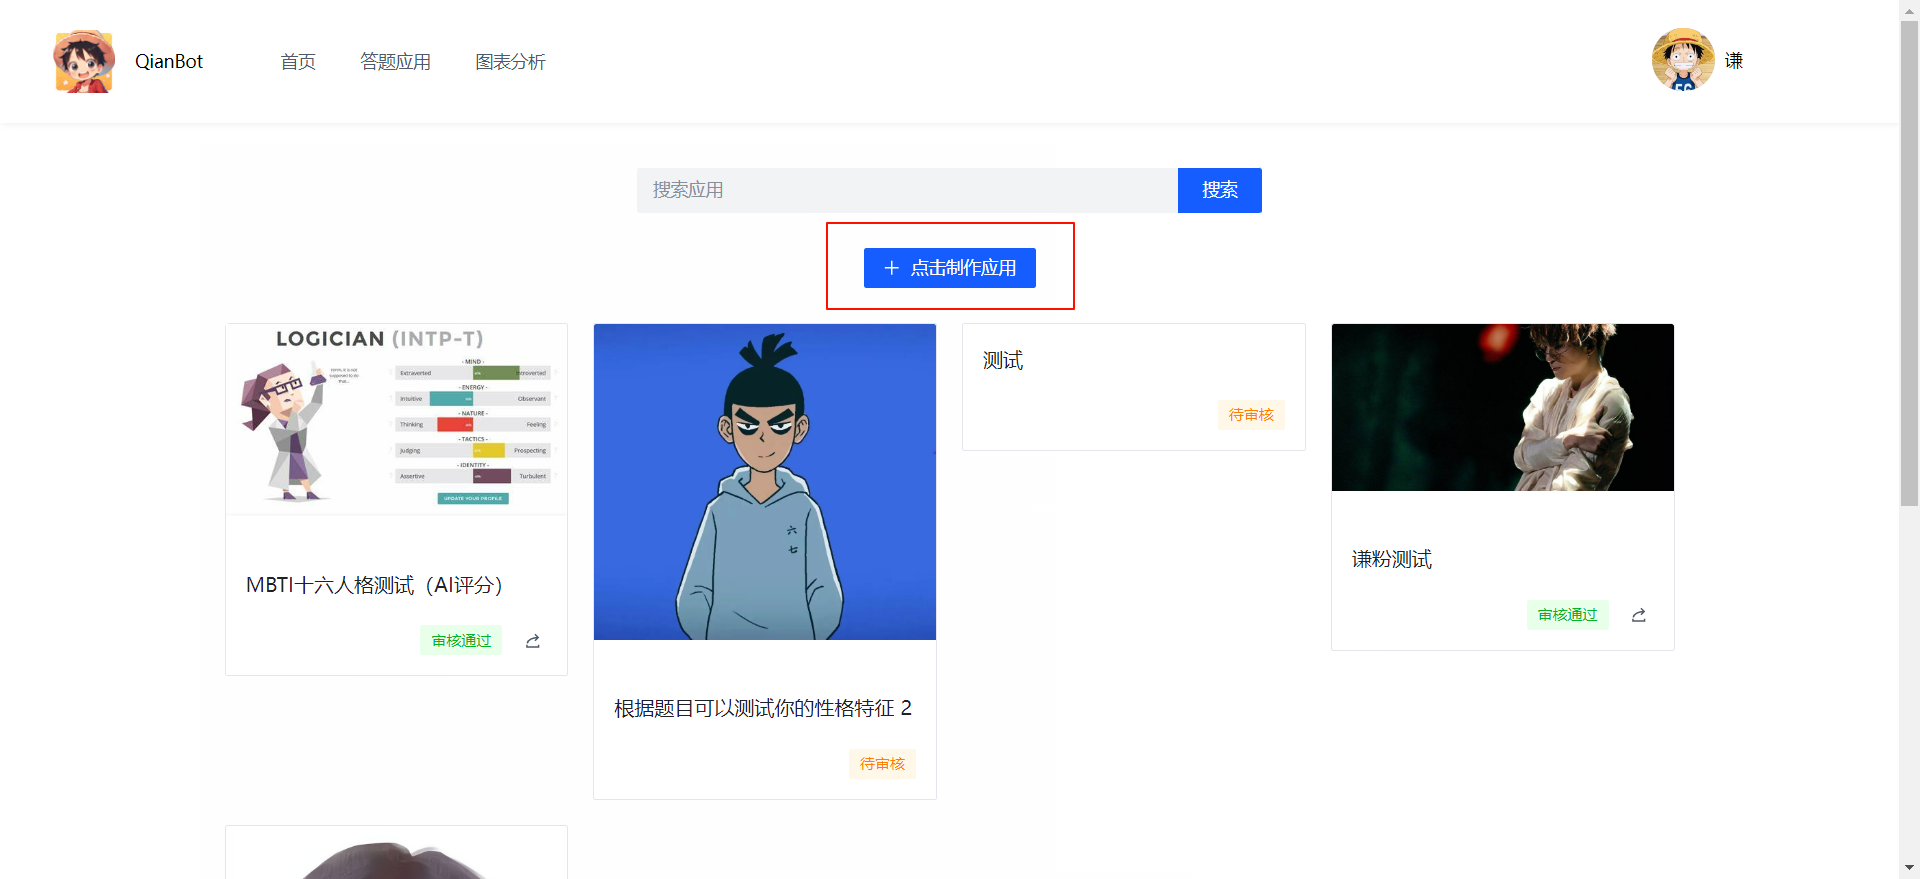 QianBot
首页
答题应用
图表分析
谦
搜索应用
搜索
点击制作应用
LOGICIAN (INTP-T)
- MIND -
Extraverted
Introverted
- ENERGY -
Intuitive
Observant
- NATURE -
Thinking
Feeling
- TACTICS -
Judging
Prospecting
- IDENTITY -
Assertive
Turbulent
UPDATE YOUR PROFILE
MBTI十六人格测试（AI评分）
审核通过
六
七
根据题目可以测试你的性格特征 2
待审核
测试
待审核
谦粉测试
审核通过